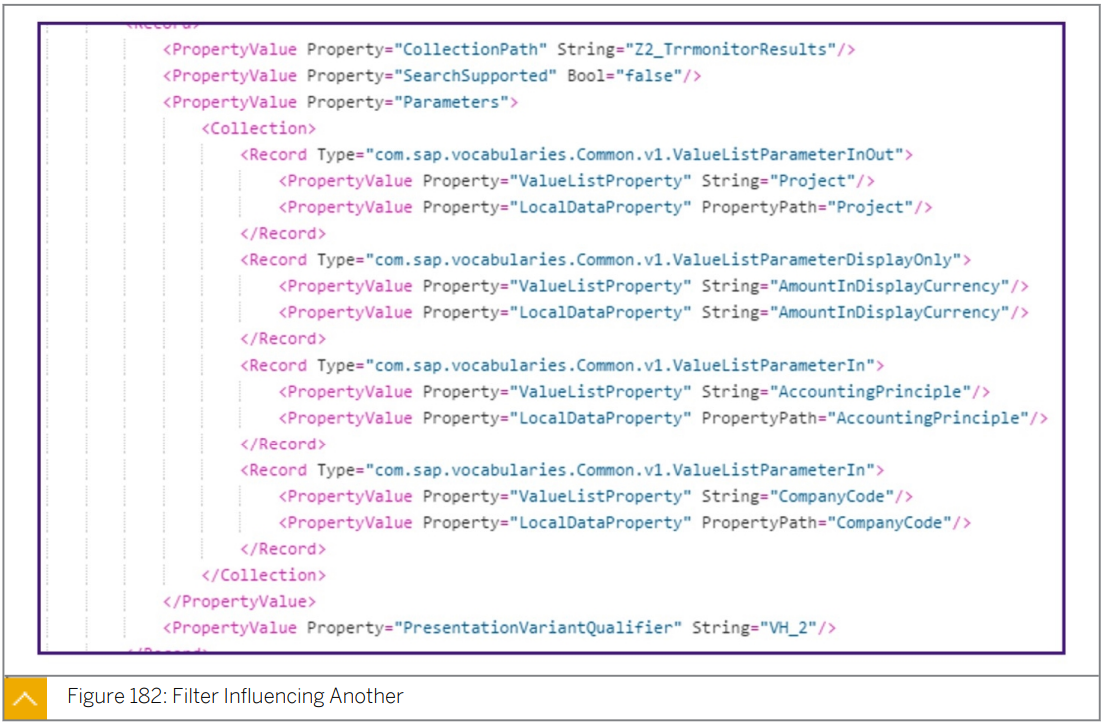 <PropertyValue Property="CollectionPath" String="Z2_TrrmonitorResults"/>
<PropertyValue Property="SearchSupported" Bool="false"/>
<PropertyValue Property="Parameters">
<Collection>
<Record Type="com.sap.vocabularies.Common.v1.ValueListParameterInOut">
<PropertyValue Property="ValueListProperty" String="Project"/>
<PropertyValue Property="LocalDataProperty" PropertyPath="Project"/>
</Record>
<Record Type="com.sap.vocabularies.Common.v1.ValueListParameterDisplayOnly">
<PropertyValue Property="ValueListProperty" String="AmountInDisplayCurrency"/>
<PropertyValue Property="LocalDataProperty" String="AmountInDisplayCurrency"/>
</Record>
<Record Type="com.sap.vocabularies.Common.v1.ValueListParameterIn">
<PropertyValue Property="ValueListProperty" String="AccountingPrinciple"/>
<PropertyValue Property="LocalDataProperty" PropertyPath="AccountingPrinciple"/>
</Record>
<Record Type="com.sap.vocabularies.Common.v1.ValueListParameterIn">
<PropertyValue Property="ValueListProperty" String="CompanyCode"/>
<PropertyValue Property="LocalDataProperty" PropertyPath="CompanyCode"/>
</Record>
</Collection>
</PropertyValue>
<PropertyValue Property="PresentationVariantQualifier" String="VH_2"/>
Figure 182: Filter Influencing Another